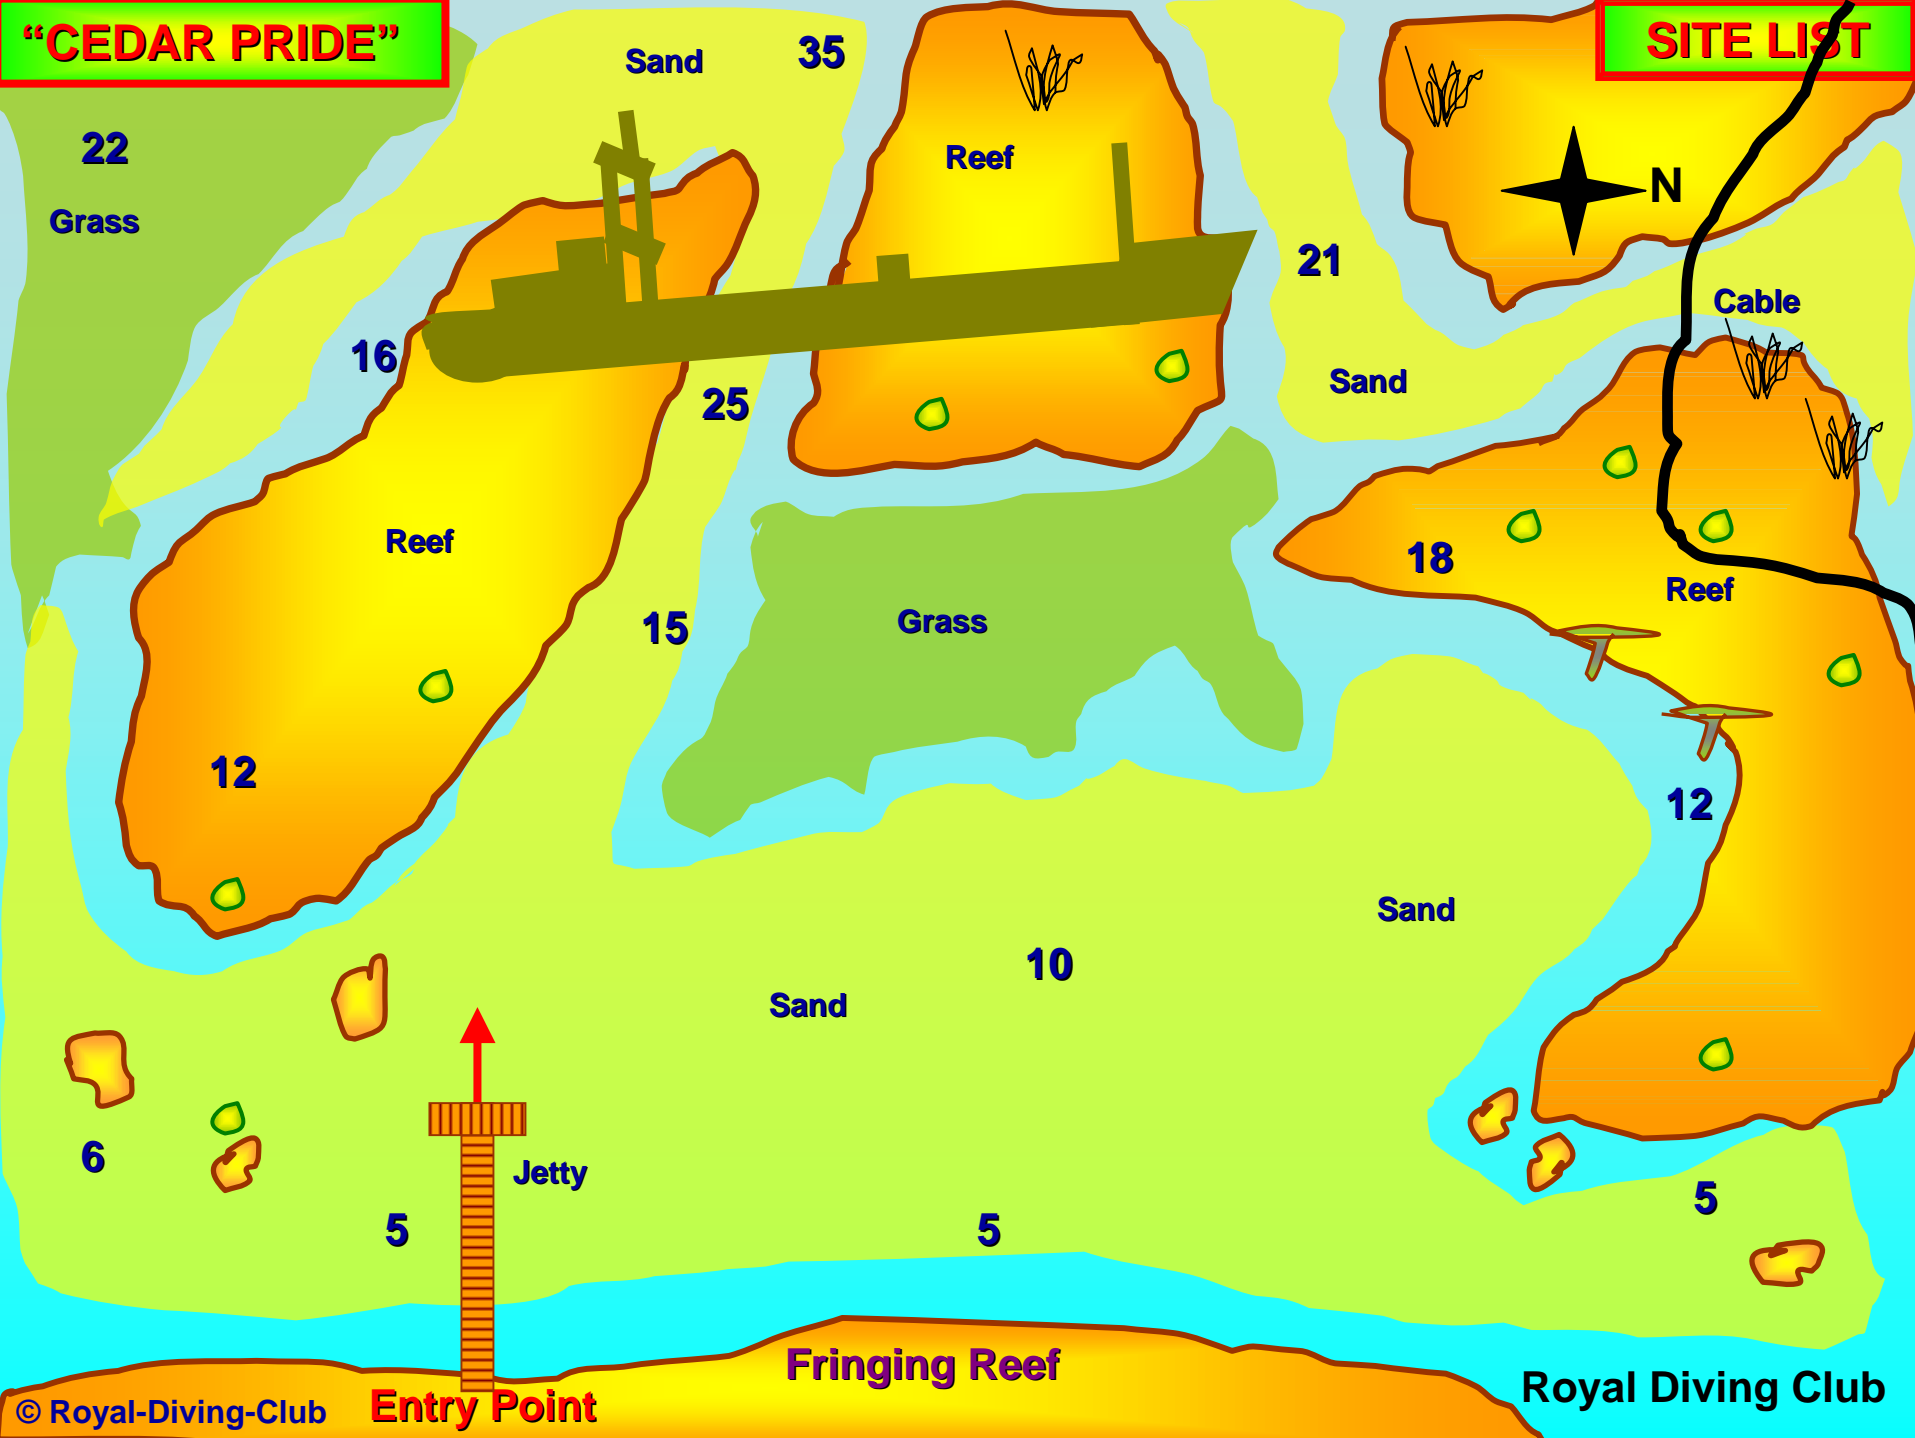 “CEDAR PRIDE”
SITE LIST
Sand
35
22
Reef
N
Grass
21
Cable
16
Sand
25
Reef
18
Reef
15
Grass
12
12
Sand
10
Sand
6
Jetty
5
5
5
Fringing Reef
Royal Diving Club
© Royal-Diving-Club
Entry Point